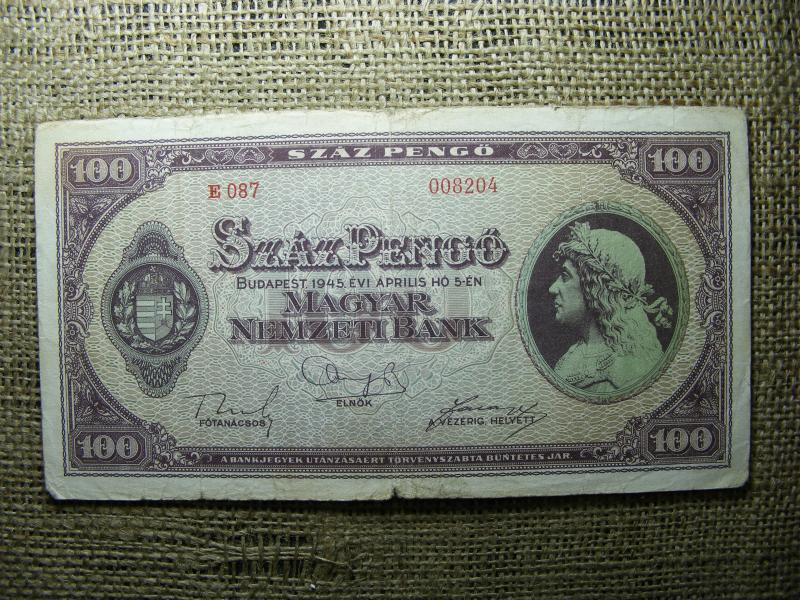 100 SZÁZ PENGŐ 100
E 087 008204
SZÁZ PENGŐ
BUDAPEST, 1945. ÉVI ÁPRILIS HÓ 5-ÉN
MAGYAR
NEMZETI BANK
FŐTANÁCSOS
ELNÖK
A VEZÉRIG. HELYETT
100 A BANKJEGYEK UTÁNZÁSÁÉRT TÖRVÉNYSZABTA BÜNTETÉS JÁR. 100